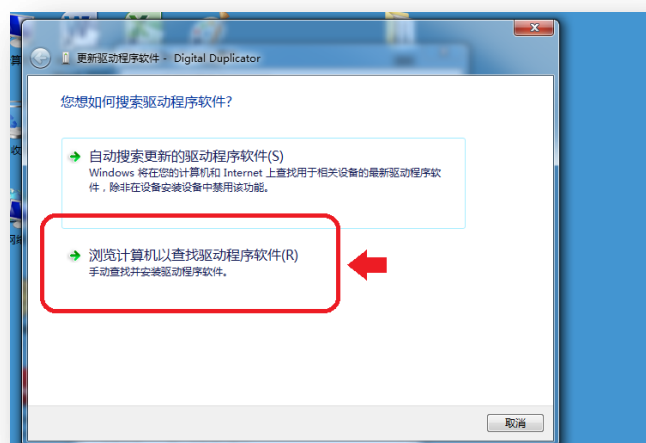 更新驱动程序软件 - Digital Duplicator
您想如何搜索驱动程序软件?
自动搜索更新的驱动程序软件(S)
Windows 将在您的计算机和 Internet 上查找用于相关设备的最新驱动程序软
件，除非在设备安装设置中禁用该功能。
浏览计算机以查找驱动程序软件(R)
手动查找并安装驱动程序软件。
取消